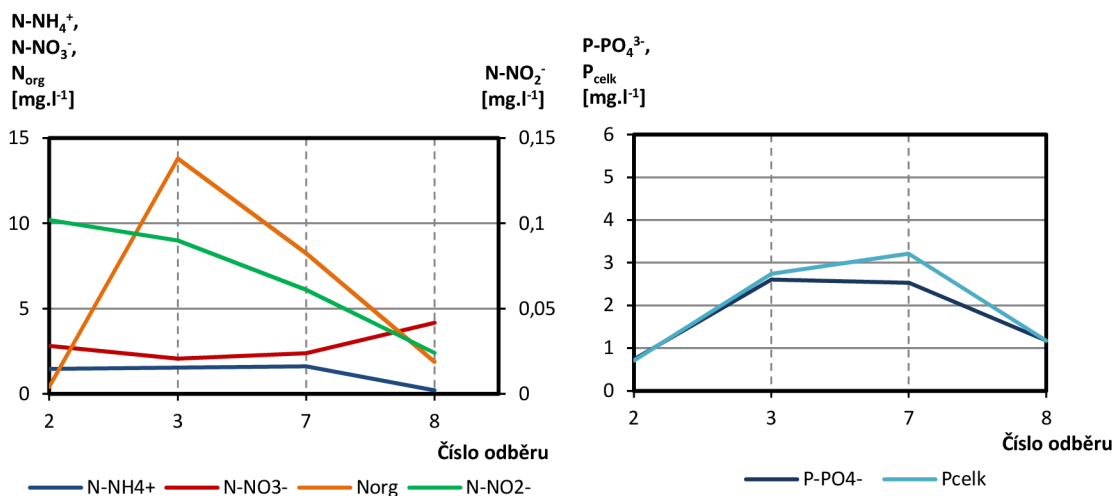 N-NH₄⁺,
N-NO₃⁻,
Norg
[mg.l⁻¹]
N-NO₂⁻
[mg.l⁻¹]
15
10
5
0
0,15
0,1
0,05
0
2
3
7
8
Číslo odběru
N-NH4+
N-NO3-
Norg
N-NO2-
P-PO₄³⁻,
Pcelk
[mg.l⁻¹]
6
5
4
3
2
1
0
2
3
7
8
Číslo odběru
P-PO4-
Pcelk